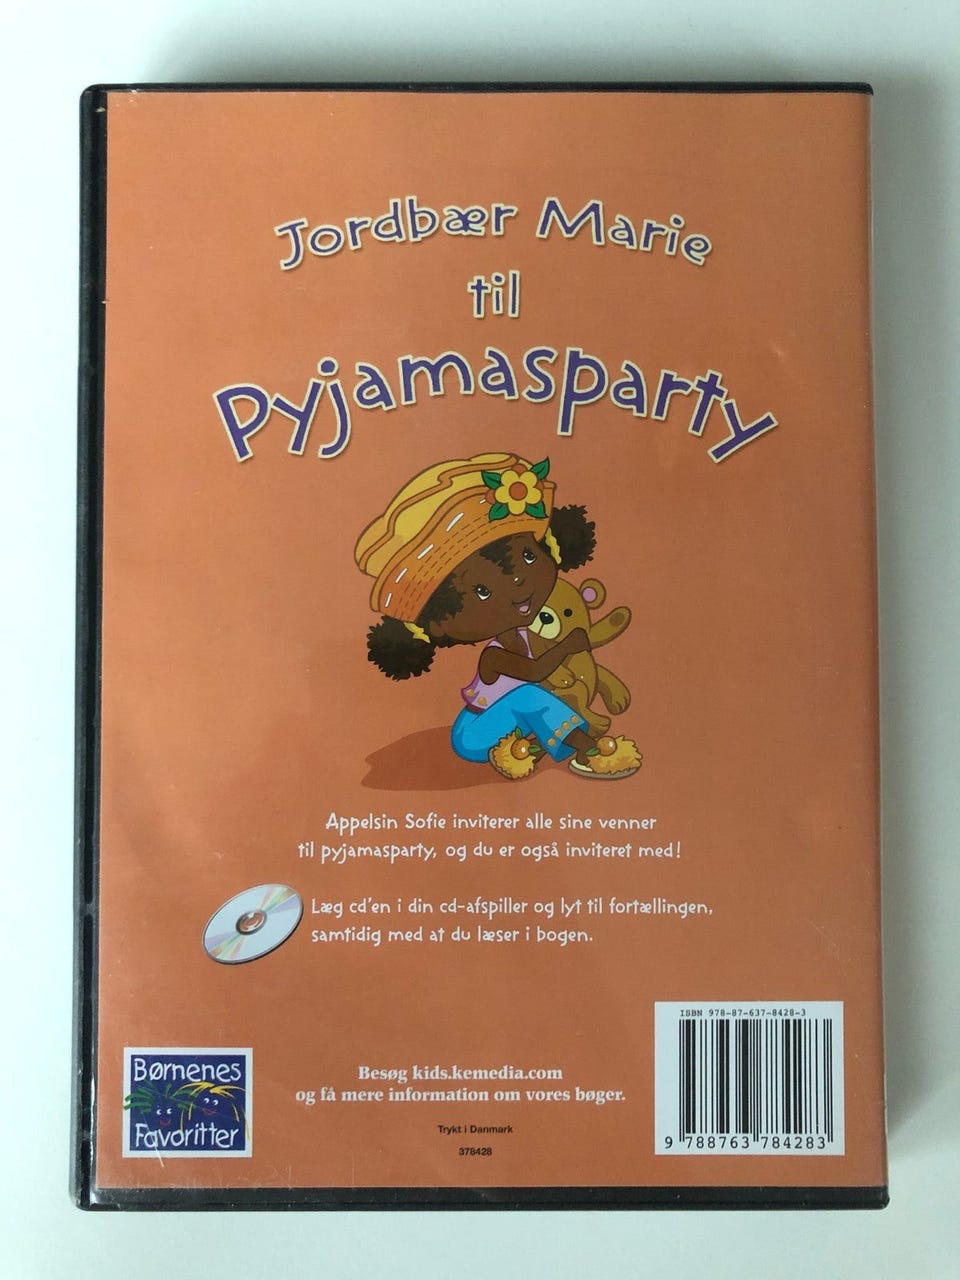 Jordbær Marie
til
Pyjamasparty
Appelsin Sofie inviterer alle sine venner
til pyjamasparty, og du er også inviteret med!
Læg cd'en i din cd-afspiller og lyt til fortællingen,
samtidig med at du læser i bogen.
Børnenes
Favoritter
Besøg kids.kemedia.com
og få mere information om vores bøger.
Trykt i Danmark
378428
ISBN 978-87-637-8428-3
9 788763 784283